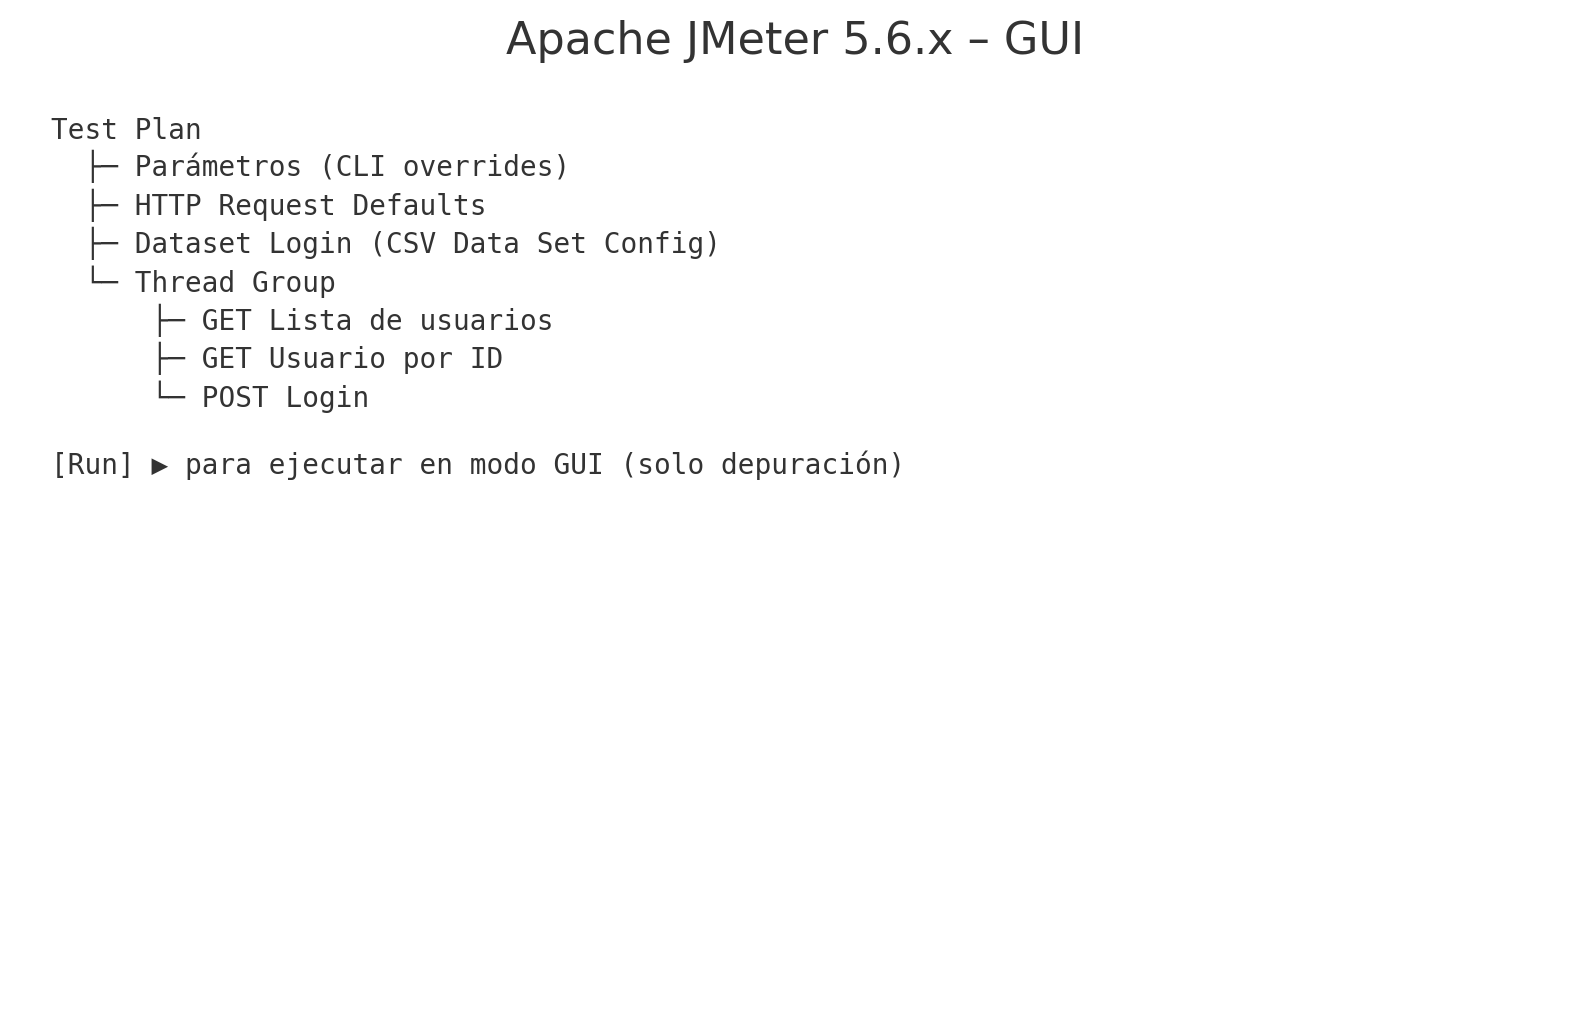 Apache JMeter 5.6.x – GUI
Test Plan
├─ Parámetros (CLI overrides)
├─ HTTP Request Defaults
├─ Dataset Login (CSV Data Set Config)
└─ Thread Group
├─ GET Lista de usuarios
├─ GET Usuario por ID
└─ POST Login
[Run] ▶ para ejecutar en modo GUI (solo depuración)